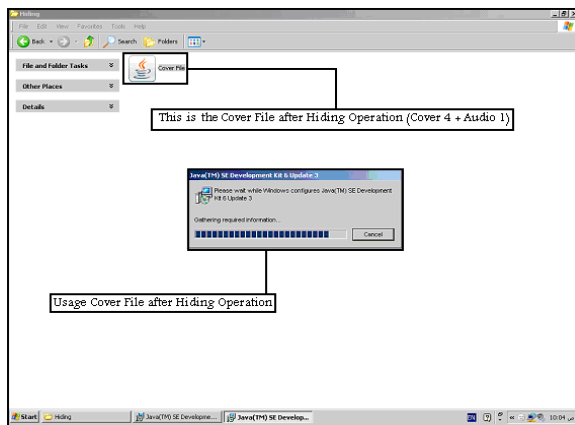 Hiding
File Edit View Favorites Tools Help
Back Search Folders
File and Folder Tasks
Other Places
Details
Cover File
This is the Cover File after Hiding Operation (Cover 4 + Audio 1)
Java(TM) SE Development Kit 6 Update 3
Please wait while Windows configures Java(TM) SE Development
Kit 6 Update 3
Gathering required information...
Cancel
Usage Cover File after Hiding Operation
Start Hiding Java(TM) SE Developme... Java(TM) SE Develop... EN 10:04 ص